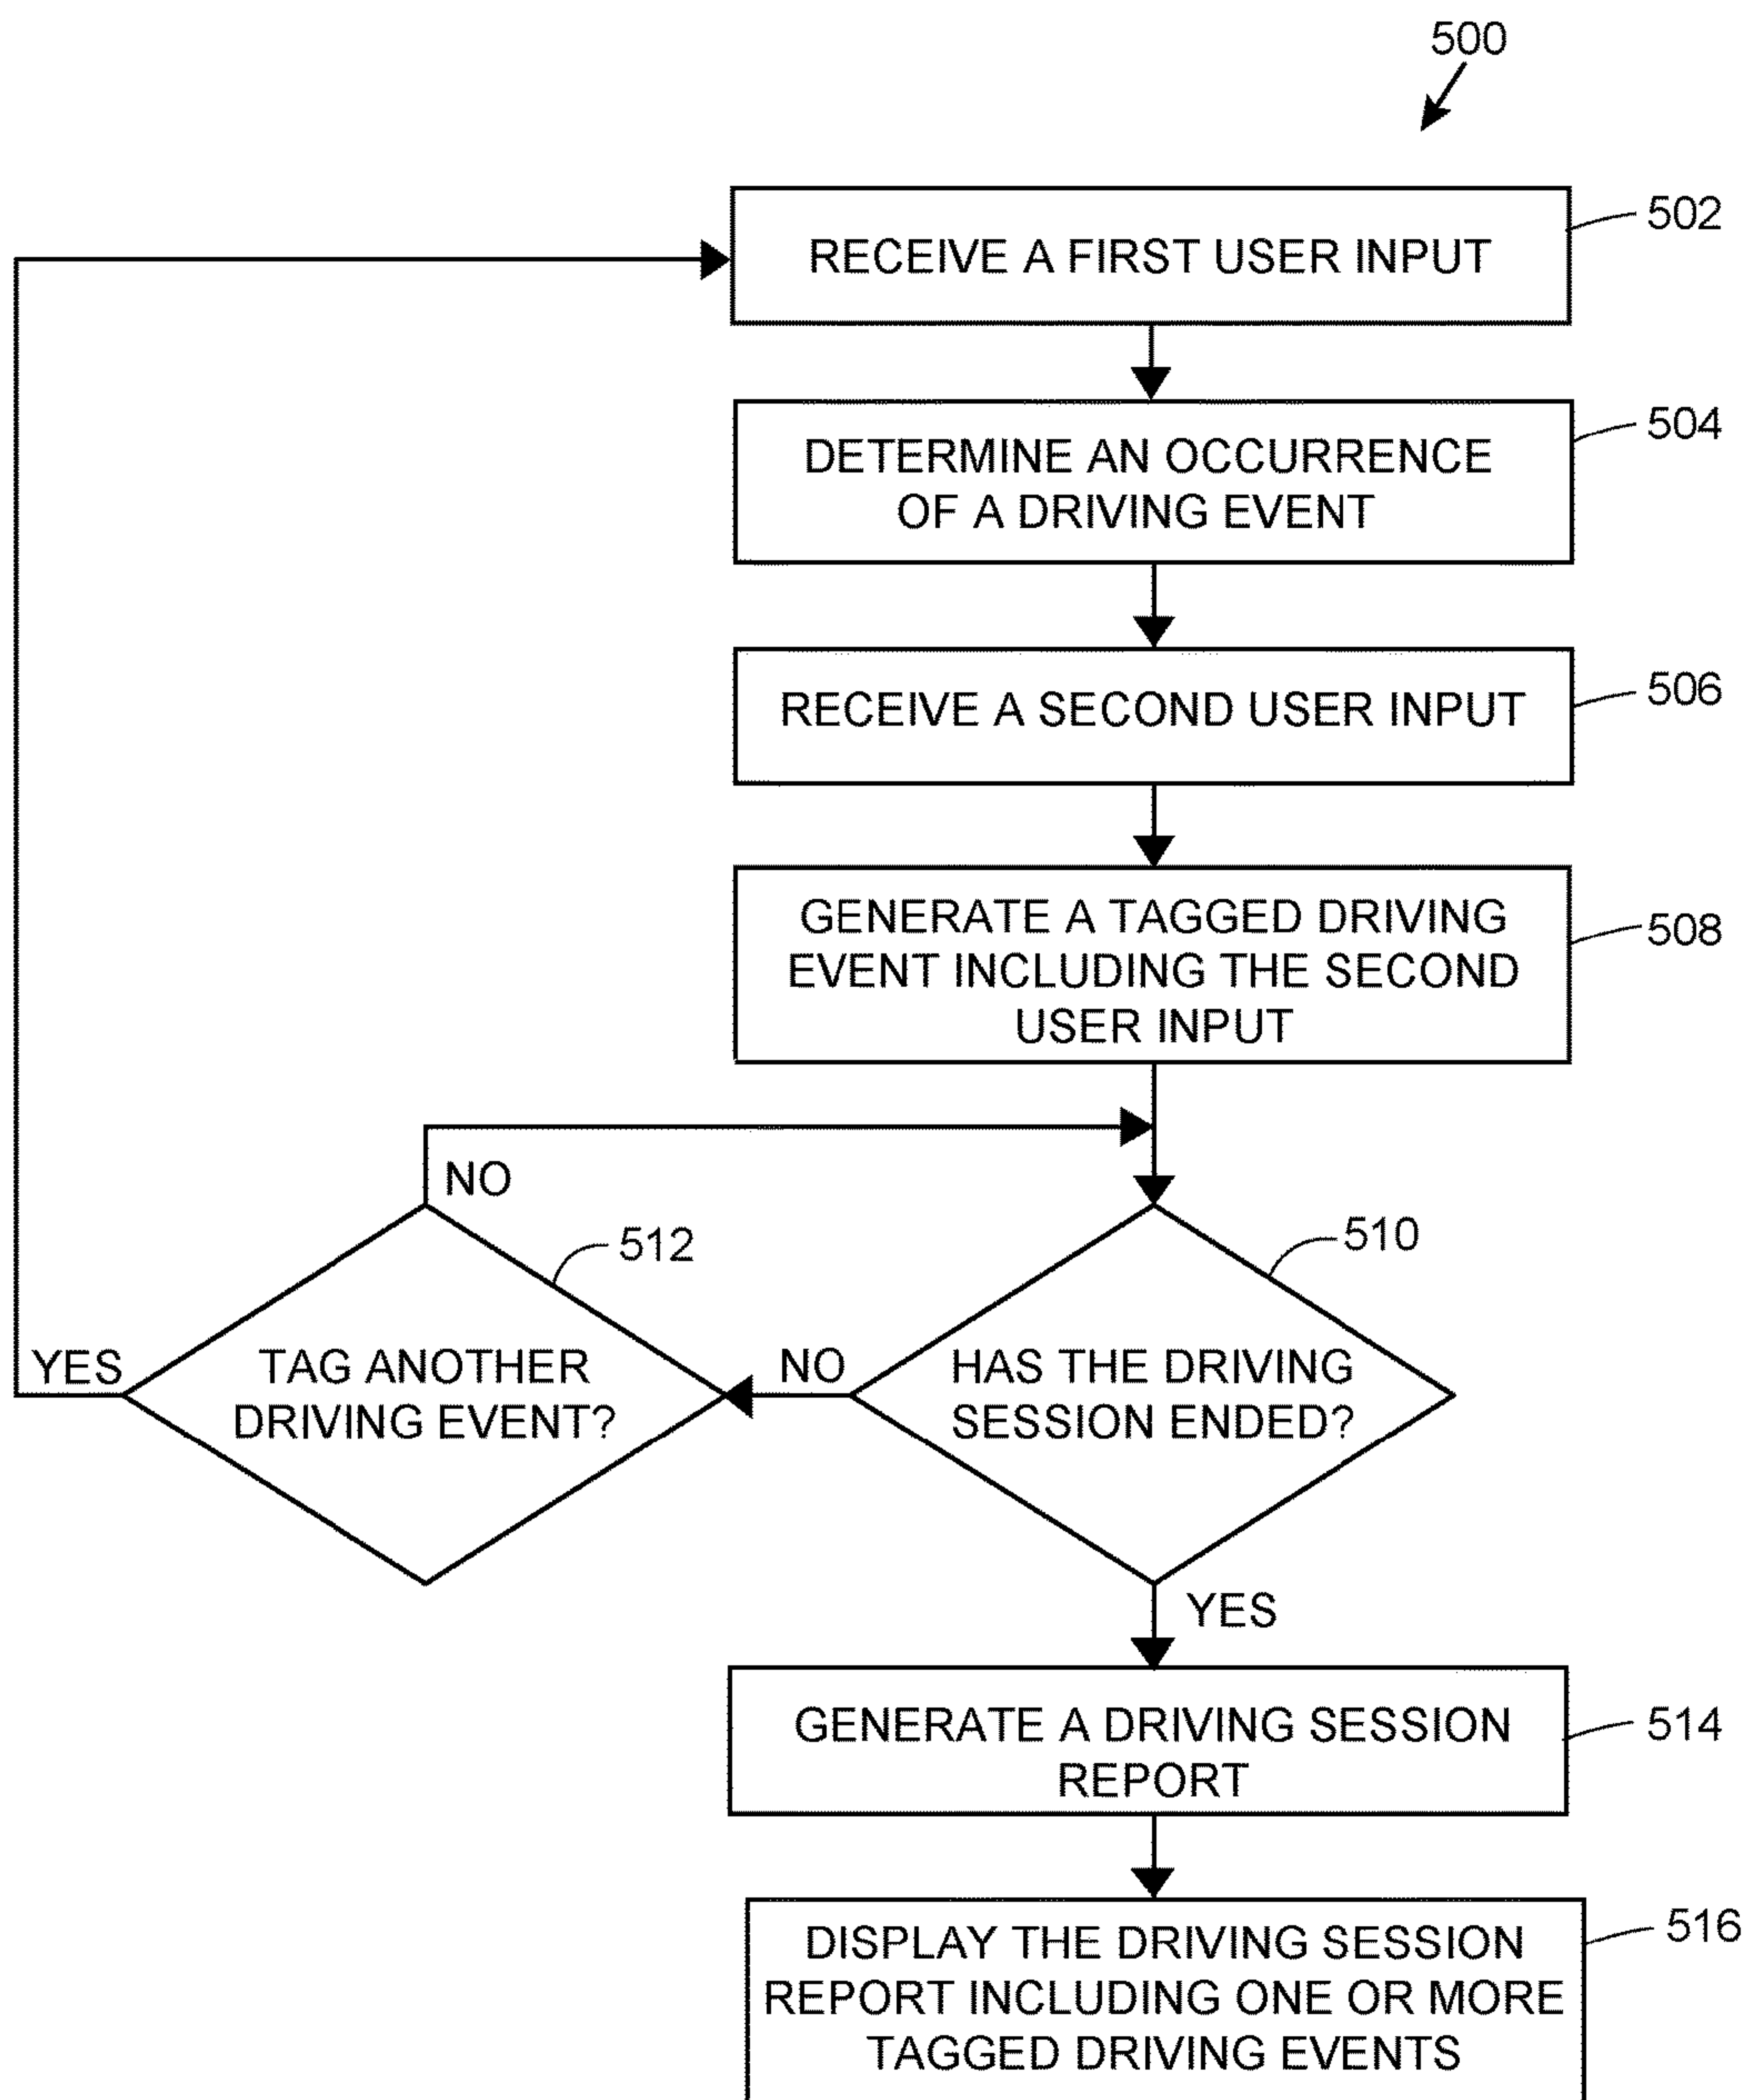 500
RECEIVE A FIRST USER INPUT
502
DETERMINE AN OCCURRENCE
OF A DRIVING EVENT
504
RECEIVE A SECOND USER INPUT
506
GENERATE A TAGGED DRIVING
EVENT INCLUDING THE SECOND
USER INPUT
508
NO
512
510
YES
TAG ANOTHER
DRIVING EVENT?
NO
HAS THE DRIVING
SESSION ENDED?
YES
GENERATE A DRIVING SESSION
REPORT
514
DISPLAY THE DRIVING SESSION
REPORT INCLUDING ONE OR MORE
TAGGED DRIVING EVENTS
516